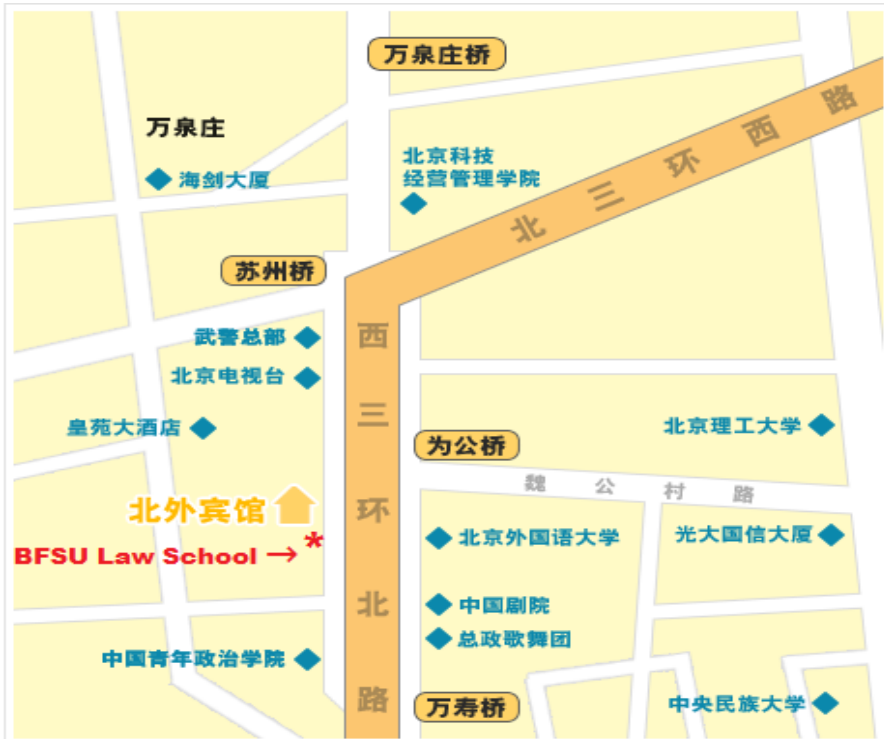 万泉庄桥
北三环西路
万泉庄
北京科技
经营管理学院
海剑大厦
苏州桥
西三环北路
武警总部
北京电视台
皇苑大酒店
为公桥
北京理工大学
魏公村路
北外宾馆
BFSU Law School → *
北京外国语大学
光大国信大厦
中国剧院
总政歌舞团
中国青年政治学院
万寿桥
中央民族大学